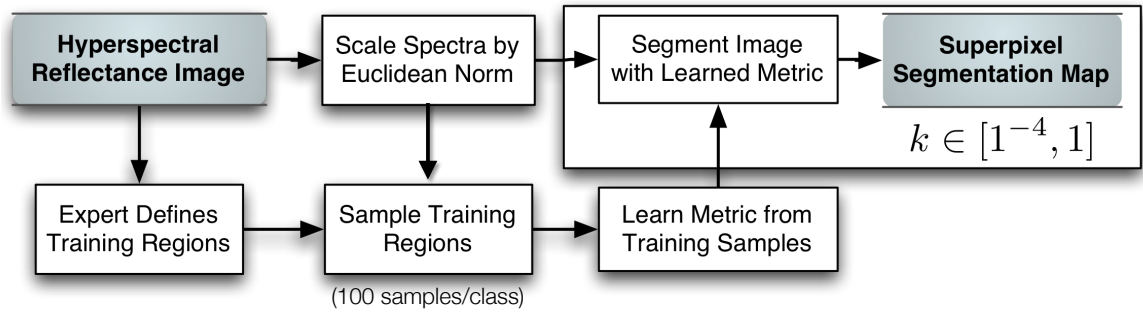 Hyperspectral
Reflectance Image
Scale Spectra by
Euclidean Norm
Segment Image
with Learned Metric
Superpixel
Segmentation Map
k ∈ [1⁻⁴, 1]
Expert Defines
Training Regions
Sample Training
Regions
Learn Metric from
Training Samples
(100 samples/class)